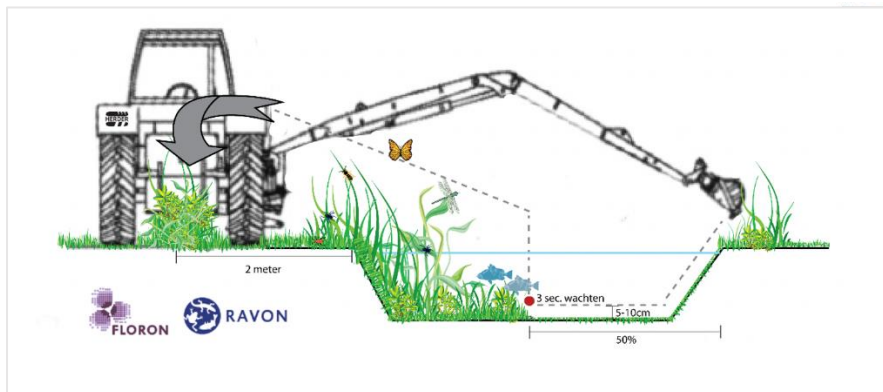 HERDER
2 meter
3 sec. wachten
5-10cm
50%
FLORON
RAVON